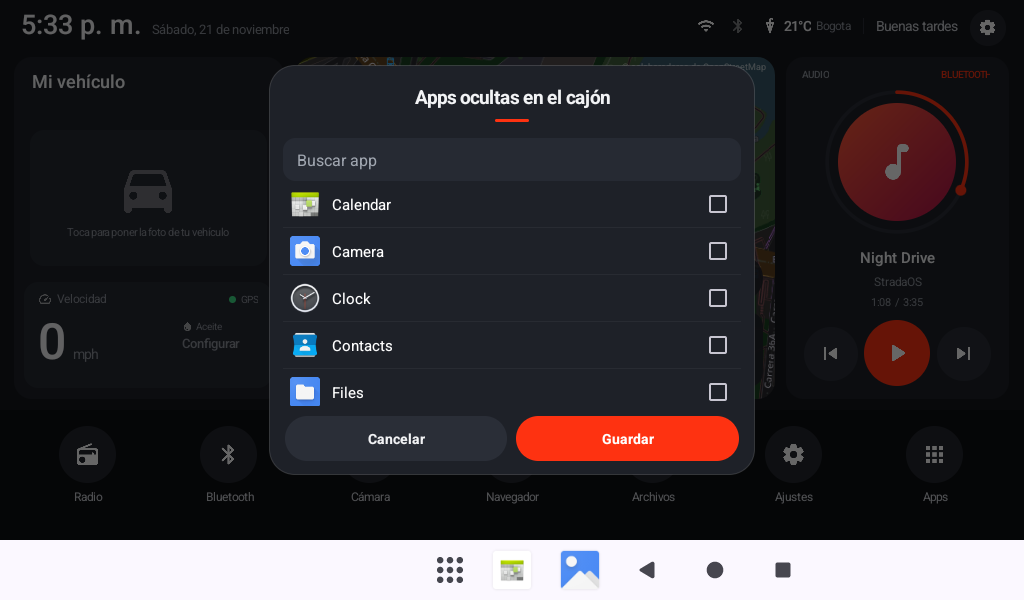 5:33 p. m.
Sábado, 21 de noviembre
21°C Bogota
Buenas tardes
Mi vehículo
Toca para poner la foto de tu vehículo
Velocidad
GPS
0 mph
Aceite
Configurar
Apps ocultas en el cajón
Buscar app
Calendar
Camera
Clock
Contacts
Files
Cancelar
Guardar
Carrera 36A
AUDIO
BLUETOOTH
Night Drive
StradaOS
1:08 / 3:35
Radio
Bluetooth
Cámara
Navegador
Archivos
Ajustes
Apps